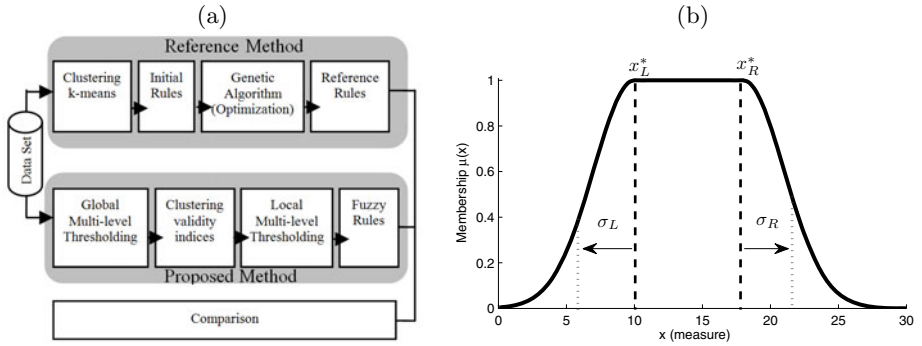 (a)
Reference Method
Clustering
k-means
Initial
Rules
Genetic
Algorithm
(Optimization)
Reference
Rules
Data Set
Global
Multi-level
Thresholding
Clustering
validity
indices
Local
Multi-level
Thresholding
Fuzzy
Rules
Proposed Method
Comparison
(b)
x*L x*R
Membership μ(x)
1
0.8
0.6
0.4
0.2
0
σL σR
0 5 10 15 20 25 30
x (measure)